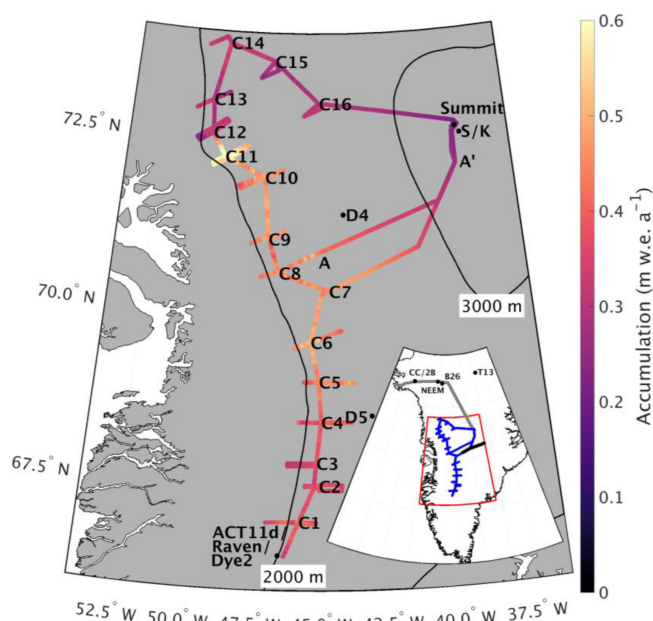 C14
C15
C13
C16
C12
Summit
S/K
C11
A'
C10
D4
C9
A
C8
C7
3000 m
C6
C5
D5
C4
C3
C2
C1
ACT11d/
Raven/
Dye2
2000 m
72.5° N
70.0° N
67.5° N
52.5° W 50.0° W 47.5° W 45.0° W 42.5° W 40.0° W 37.5° W
CC/2B
NEEM
B26
T13
0.6
0.5
0.4
0.3
0.2
0.1
0
Accumulation (m w.e. a⁻¹)